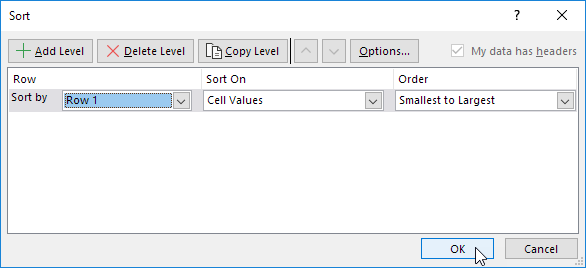 Sort
?
Add Level Delete Level Copy Level Options... My data has headers
Row Sort On Order
Sort by Row 1 Cell Values Smallest to Largest
OK Cancel